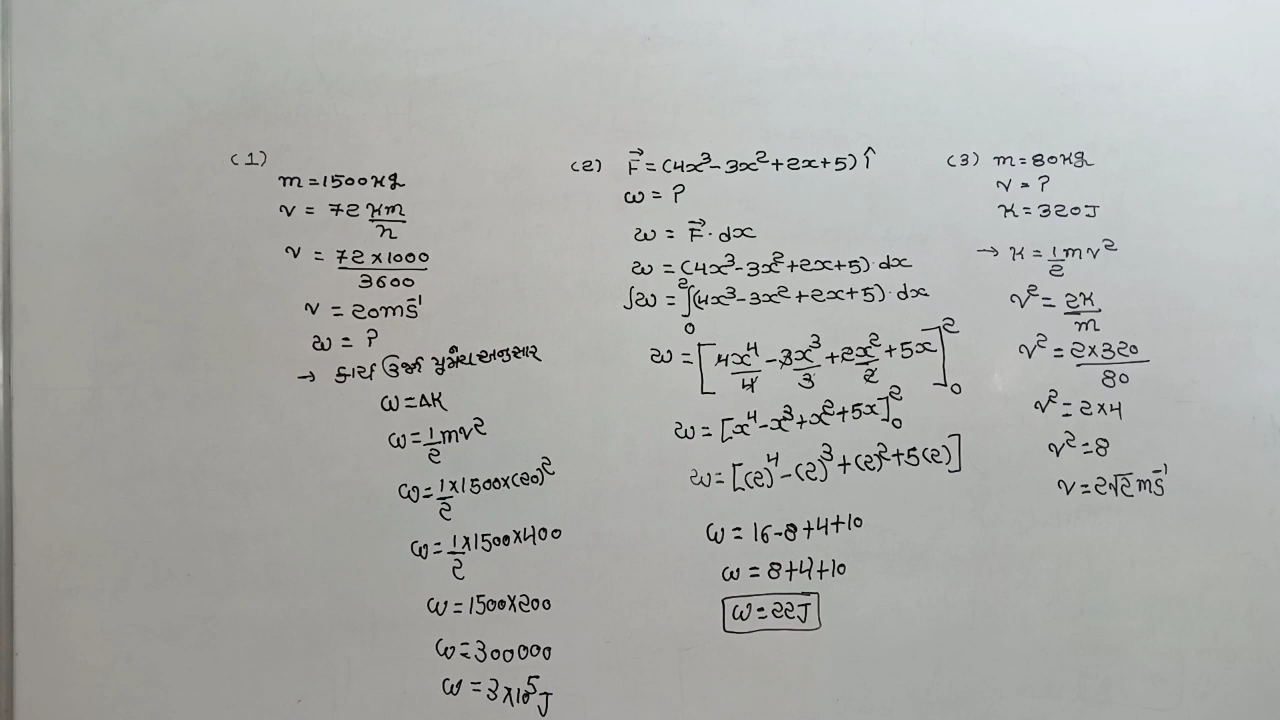 (1)
m = 1500 kg
v = 72 km/h
v = 72 × 1000 / 3600
v = 20 ms⁻¹
w = ?
→ કાર્ય ઉર્જા પ્રમેય અનુસાર
W = ΔK
W = 1/2 mv²
W = 1/2 × 1500 × (20)²
W = 1/2 × 1500 × 400
W = 1500 × 200
W = 300000
W = 3 × 10⁵ J
(2) F⃗ = (4x³ - 3x² + 2x + 5) î
W = ?
W = F⃗ · dx
W = (4x³ - 3x² + 2x + 5) · dx
∫W = ∫₀² (4x³ - 3x² + 2x + 5) · dx
W = [4x⁴/4 - 3x³/3 + 2x²/2 + 5x]₀²
W = [x⁴ - x³ + x² + 5x]₀²
W = [(2)⁴ - (2)³ + (2)² + 5(2)]
W = 16 - 8 + 4 + 10
W = 8 + 4 + 10
W = 22 J
(3) m = 80 kg
v = ?
K = 320 J
→ K = 1/2 mv²
v² = 2K/m
v² = 2 × 320 / 80
v² = 2 × 4
v² = 8
v = 2√2 ms⁻¹